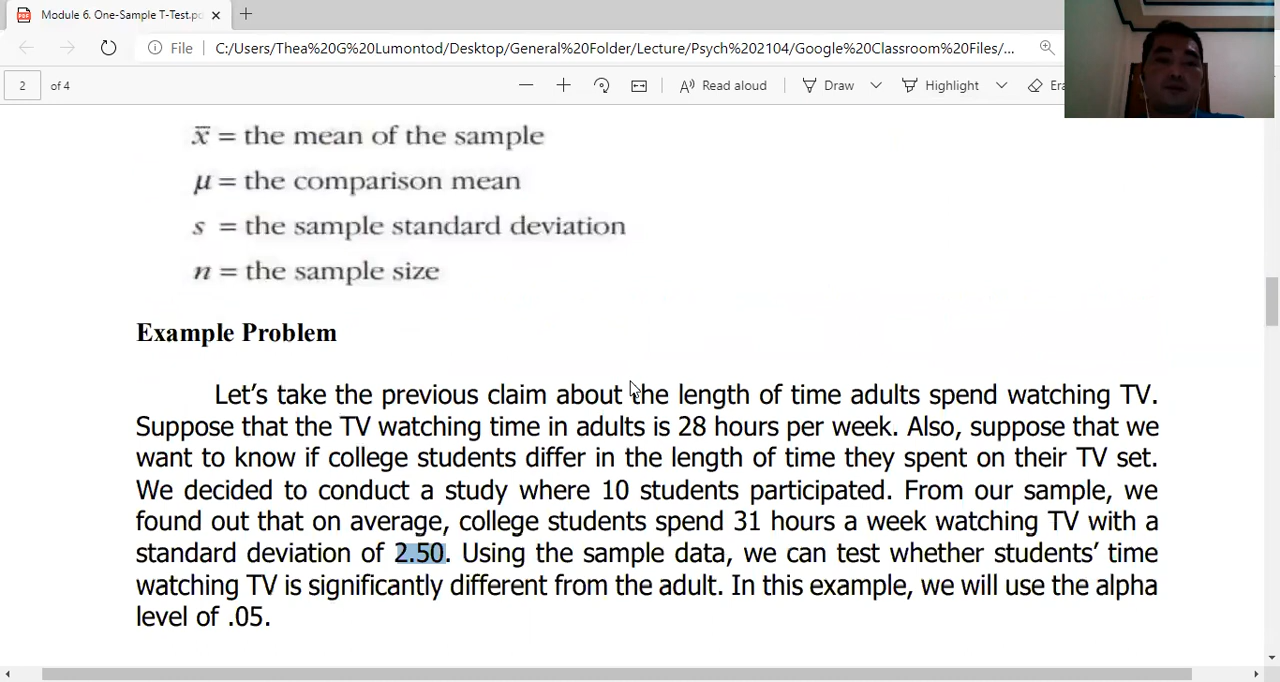 Module 6. One-Sample T-Test.pdf
File C:/Users/Thea%20G%20Lumontod/Desktop/General%20Folder/Lecture/Psych%202104/Google%20Classroom%20Files/...
2 of 4 Read aloud Draw Highlight
x̅ = the mean of the sample
μ = the comparison mean
s = the sample standard deviation
n = the sample size
Example Problem
Let’s take the previous claim about the length of time adults spend watching TV.
Suppose that the TV watching time in adults is 28 hours per week. Also, suppose that we
want to know if college students differ in the length of time they spent on their TV set.
We decided to conduct a study where 10 students participated. From our sample, we
found out that on average, college students spend 31 hours a week watching TV with a
standard deviation of 2.50. Using the sample data, we can test whether students’ time
watching TV is significantly different from the adult. In this example, we will use the alpha
level of .05.